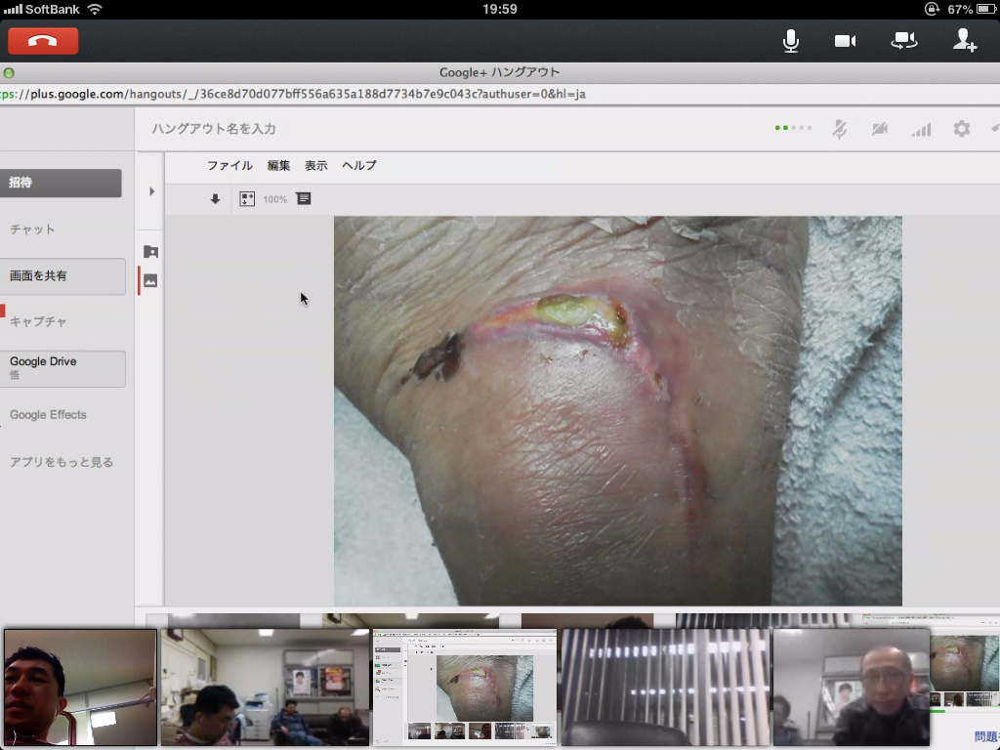 SoftBank
19:59
67%
Google+ ハングアウト
tps://plus.google.com/hangouts/_/36ce8d70d077bff556a635a188d7734b7e9c043c?authuser=0&hl=ja
ハングアウト名を入力
ファイル 編集 表示 ヘルプ
100%
招待
チャット
画面を共有
キャプチャ
Google Drive
悟
Google Effects
アプリをもっと見る
問題